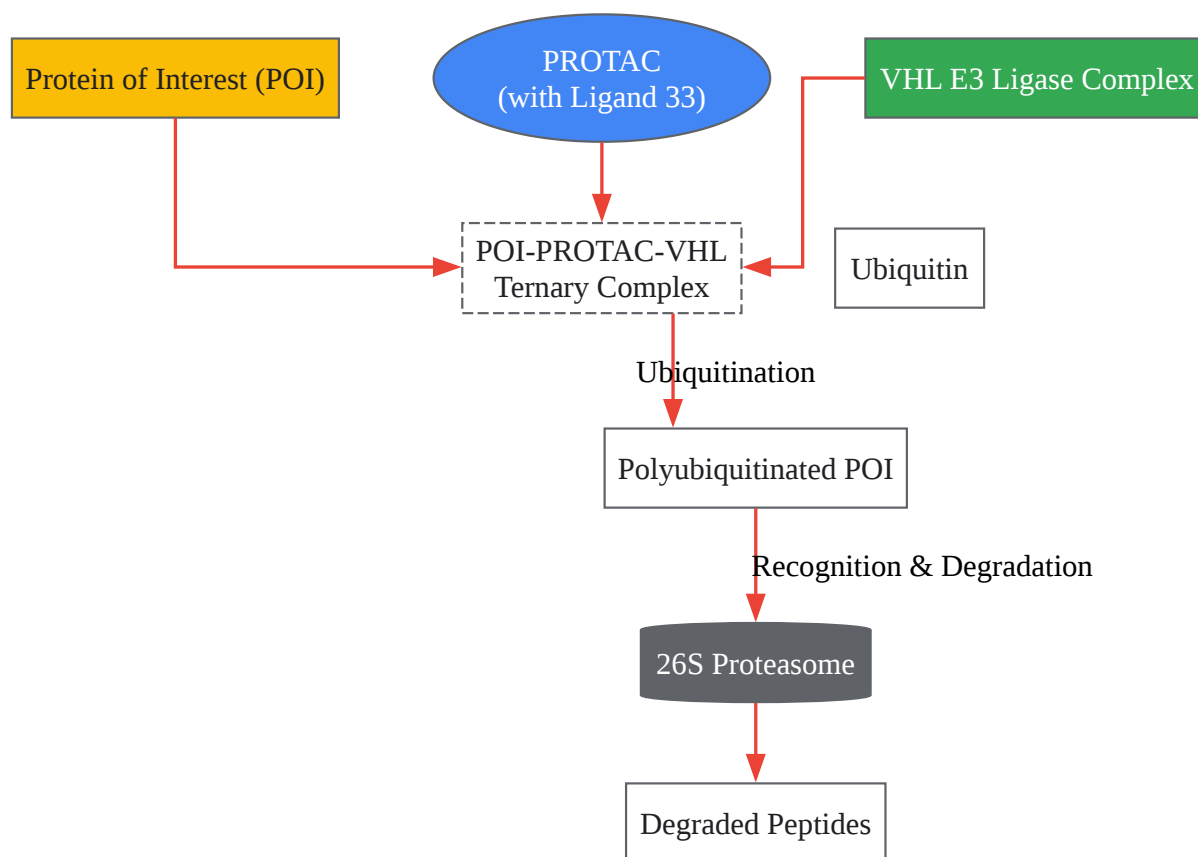 Protein of Interest (POI)
PROTAC
(with Ligand 33)
VHL E3 Ligase Complex
POI-PROTAC-VHL
Ternary Complex
Ubiquitin
Ubiquitination
Polyubiquitinated POI
Recognition & Degradation
26S Proteasome
Degraded Peptides